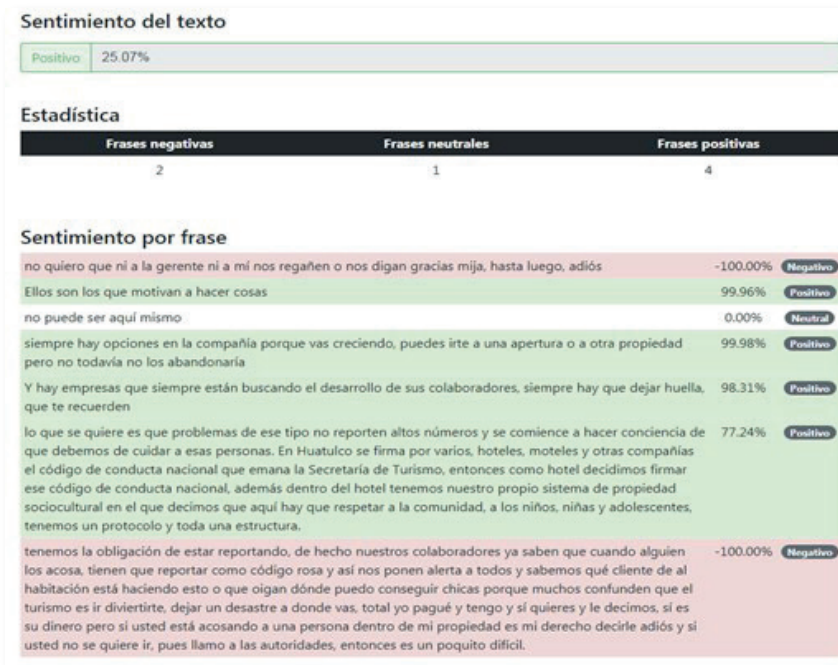 Sentimiento del texto
Positivo 25.07%
Estadística
Frases negativas Frases neutrales Frases positivas
2 1 4
Sentimiento por frase
no quiero que ni a la gerente ni a mí nos regañen o nos digan gracias mija, hasta luego, adiós -100.00% Negativo
Ellos son los que motivan a hacer cosas 99.96% Positivo
no puede ser aquí mismo 0.00% Neutral
siempre hay opciones en la compañía porque vas creciendo, puedes irte a una apertura o a otra propiedad 99.98% Positivo
pero no todavía no los abandonaría
Y hay empresas que siempre están buscando el desarrollo de sus colaboradores, siempre hay que dejar huella, 98.31% Positivo
que te recuerden
lo que se quiere es que problemas de ese tipo no reporten altos números y se comience a hacer conciencia de 77.24% Positivo
que debemos de cuidar a esas personas. En Huatulco se firma por varios, hoteles, moteles y otras compañías
el código de conducta nacional que emana la Secretaría de Turismo, entonces como hotel decidimos firmar
ese código de conducta nacional, además dentro del hotel tenemos nuestro propio sistema de propiedad
sociocultural en el que decimos que aquí hay que respetar a la comunidad, a los niños, niñas y adolescentes,
tenemos un protocolo y toda una estructura.
tenemos la obligación de estar reportando, de hecho nuestros colaboradores ya saben que cuando alguien -100.00% Negativo
los acosa, tienen que reportar como código rosa y así nos ponen alerta a todos y sabemos qué cliente de al
habitación está haciendo esto o que oigan dónde puedo conseguir chicas porque muchos confunden que el
turismo es ir diviertirte, dejar un desastre a donde vas, total yo pagué y tengo y sí quieres y le decimos, sí es
su dinero pero si usted está acosando a una persona dentro de mi propiedad es mi derecho decirle adiós y si
usted no se quiere ir, pues llamo a las autoridades, entonces es un poquito difícil.